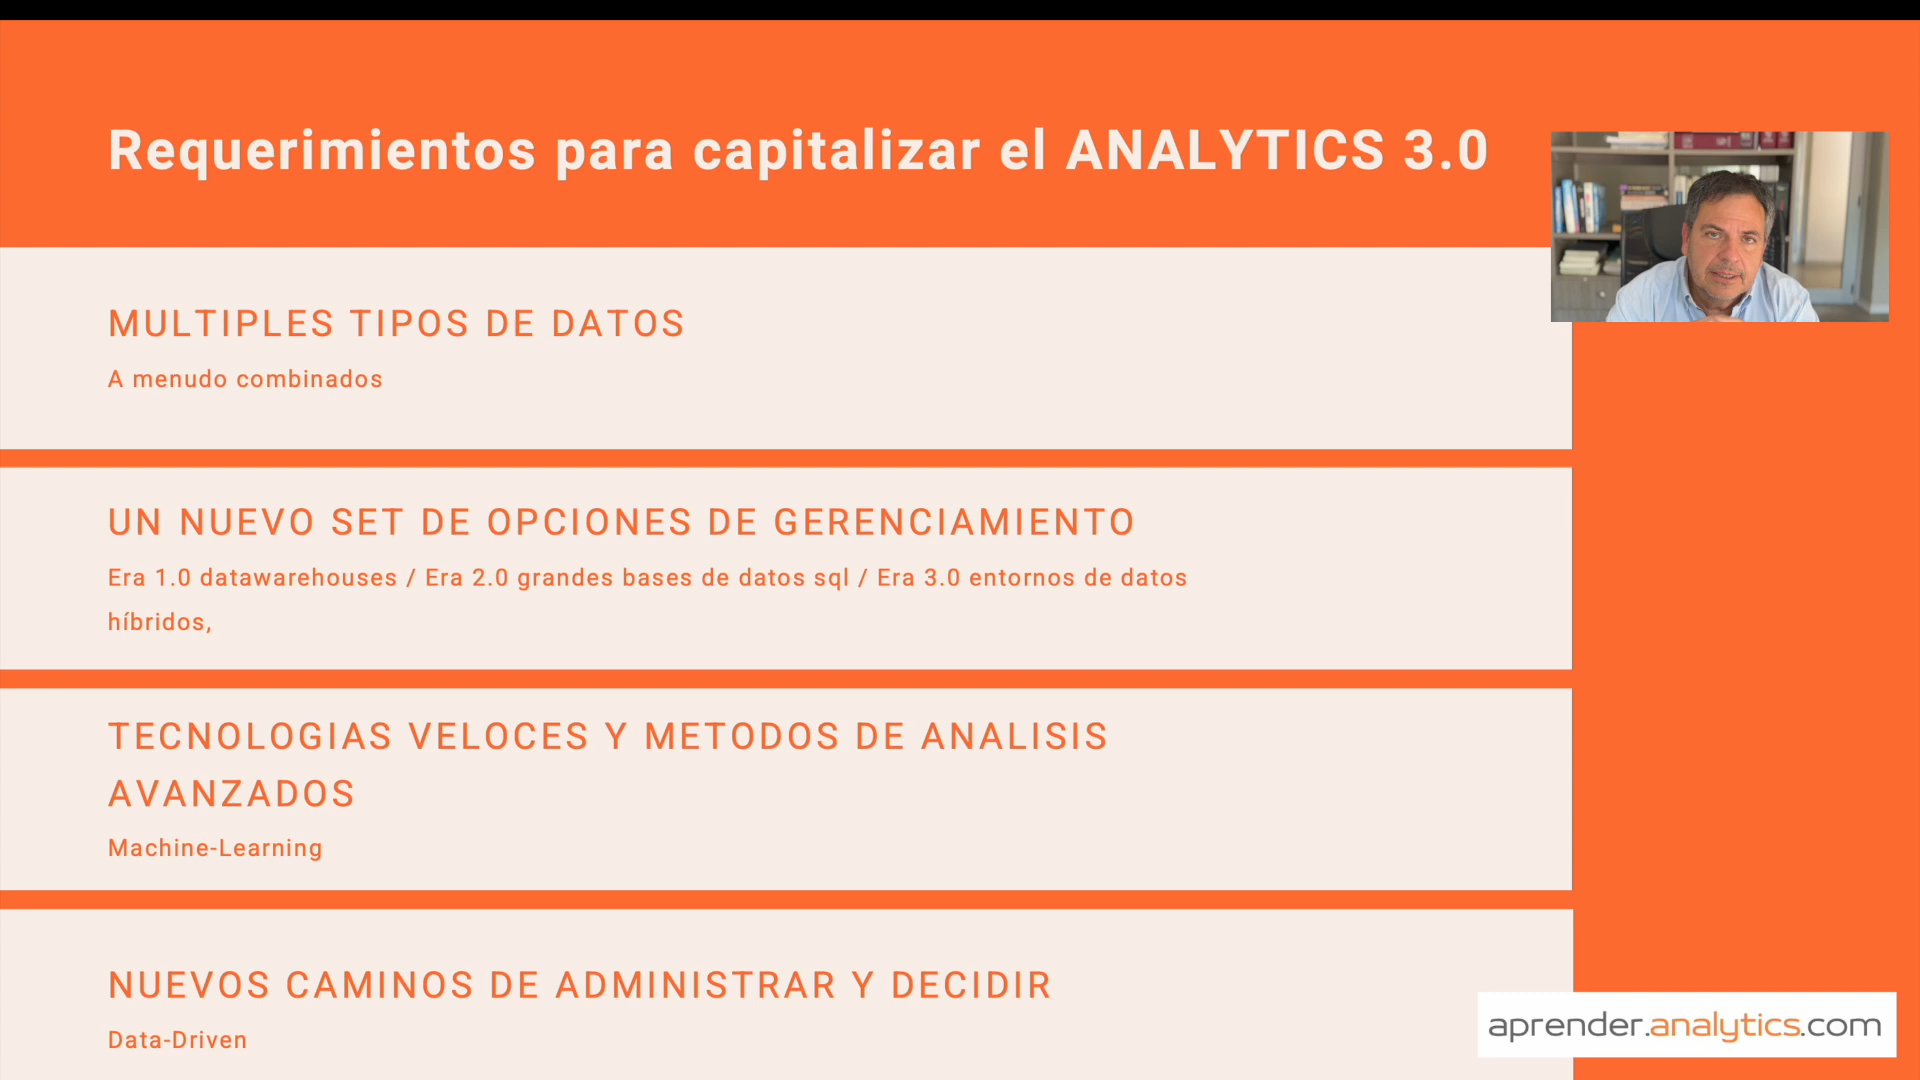 Requerimientos para capitalizar el ANALYTICS 3.0
MULTIPLES TIPOS DE DATOS
A menudo combinados
UN NUEVO SET DE OPCIONES DE GERENCIAMIENTO
Era 1.0 datawarehouses / Era 2.0 grandes bases de datos sql / Era 3.0 entornos de datos
híbridos,
TECNOLOGIAS VELOCES Y METODOS DE ANALISIS
AVANZADOS
Machine-Learning
NUEVOS CAMINOS DE ADMINISTRAR Y DECIDIR
Data-Driven
aprender.analytics.com